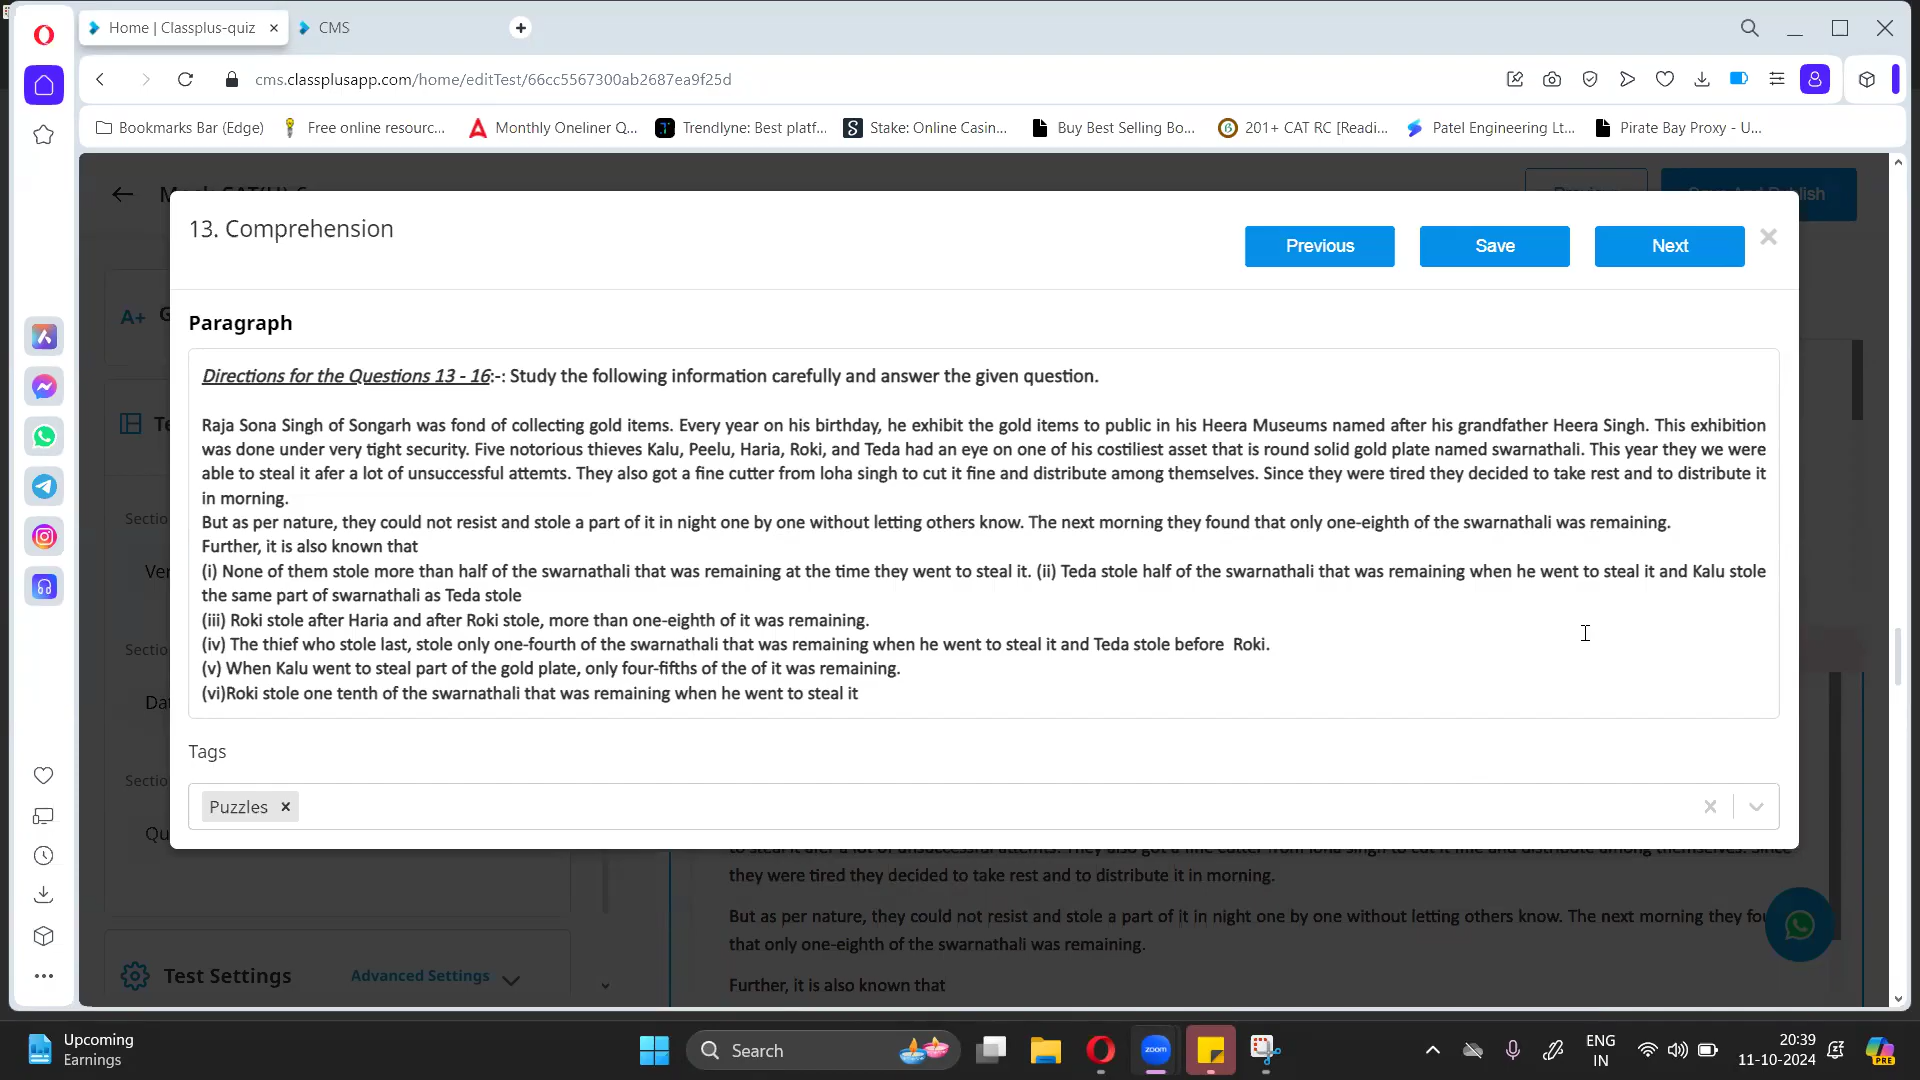 Home | Classplus-quiz
CMS
cms.classplusapp.com/home/editTest/66cc5567300ab2687ea9f25d
Bookmarks Bar (Edge)
Free online resourc...
Monthly Oneliner Q...
Trendlyne: Best platf...
Stake: Online Casin...
Buy Best Selling Bo...
201+ CAT RC [Readi...
Patel Engineering Lt...
Pirate Bay Proxy - U...
13. Comprehension
Previous
Save
Next
Paragraph
Directions for the Questions 13 - 16:-: Study the following information carefully and answer the given question.
Raja Sona Singh of Songarh was fond of collecting gold items. Every year on his birthday, he exhibit the gold items to public in his Heera Museums named after his grandfather Heera Singh. This exhibition
was done under very tight security. Five notorious thieves Kalu, Peelu, Haria, Roki, and Teda had an eye on one of his costiliest asset that is round solid gold plate named swarnathali. This year they we were
able to steal it afer a lot of unsuccessful attemts. They also got a fine cutter from loha singh to cut it fine and distribute among themselves. Since they were tired they decided to take rest and to distribute it
in morning.
But as per nature, they could not resist and stole a part of it in night one by one without letting others know. The next morning they found that only one-eighth of the swarnathali was remaining.
Further, it is also known that
(i) None of them stole more than half of the swarnathali that was remaining at the time they went to steal it. (ii) Teda stole half of the swarnathali that was remaining when he went to steal it and Kalu stole
the same part of swarnathali as Teda stole
(iii) Roki stole after Haria and after Roki stole, more than one-eighth of it was remaining.
(iv) The thief who stole last, stole only one-fourth of the swarnathali that was remaining when he went to steal it and Teda stole before Roki.
(v) When Kalu went to steal part of the gold plate, only four-fifths of the of it was remaining.
(vi)Roki stole one tenth of the swarnathali that was remaining when he went to steal it
Tags
Puzzles
they were tired they decided to take rest and to distribute it in morning.
But as per nature, they could not resist and stole a part of it in night one by one without letting others know. The next morning they fou
that only one-eighth of the swarnathali was remaining.
Further, it is also known that
Test Settings
Advanced Settings
Upcoming
Earnings
Search
zoom
ENG
IN
20:39
11-10-2024
PRE